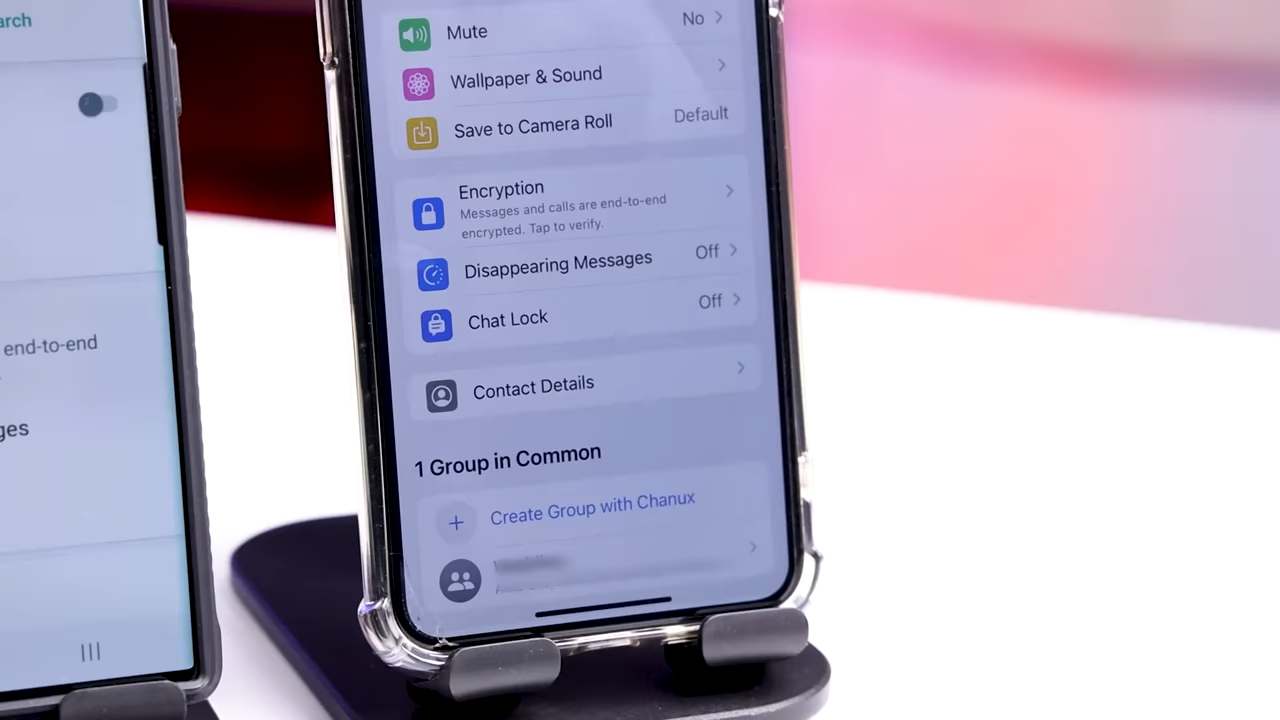 arch
end-to-end
ges
Mute
No
Wallpaper & Sound
Save to Camera Roll
Default
Encryption
Messages and calls are end-to-end
encrypted. Tap to verify.
Disappearing Messages
Off
Chat Lock
Off
Contact Details
1 Group in Common
Create Group with Chanux